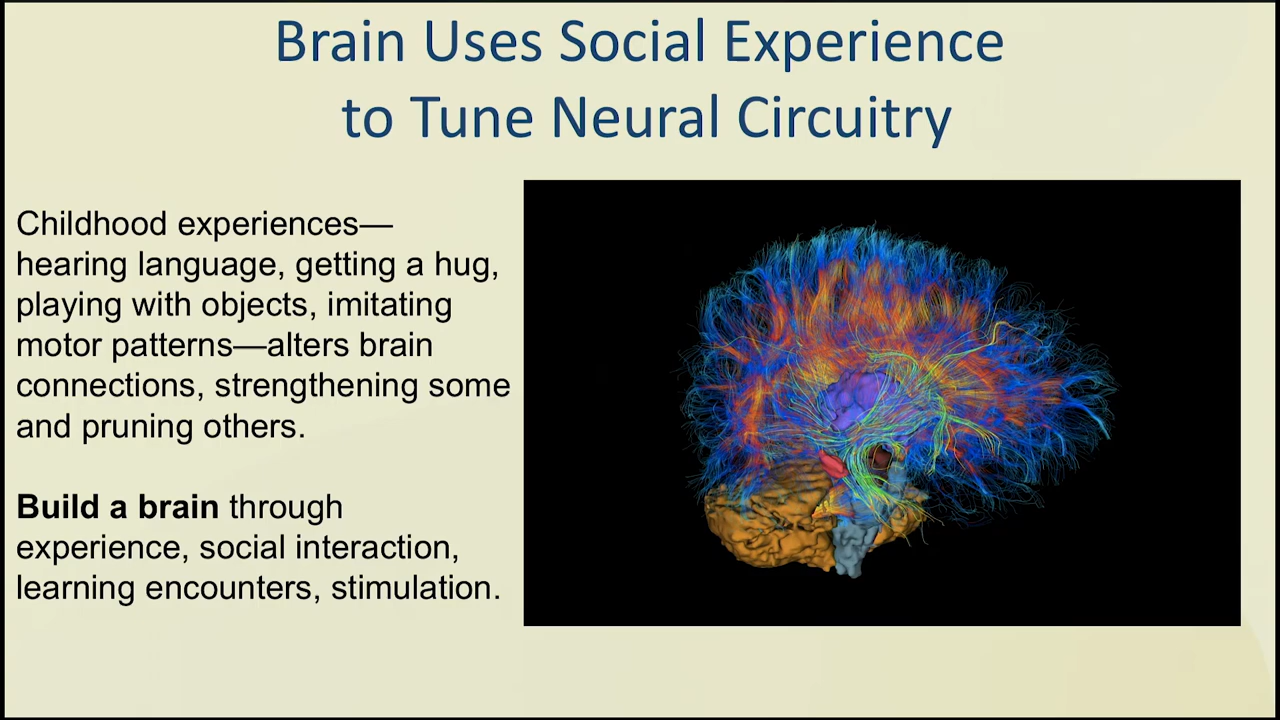 Brain Uses Social Experience
to Tune Neural Circuitry
Childhood experiences—
hearing language, getting a hug,
playing with objects, imitating
motor patterns—alters brain
connections, strengthening some
and pruning others.
Build a brain through
experience, social interaction,
learning encounters, stimulation.